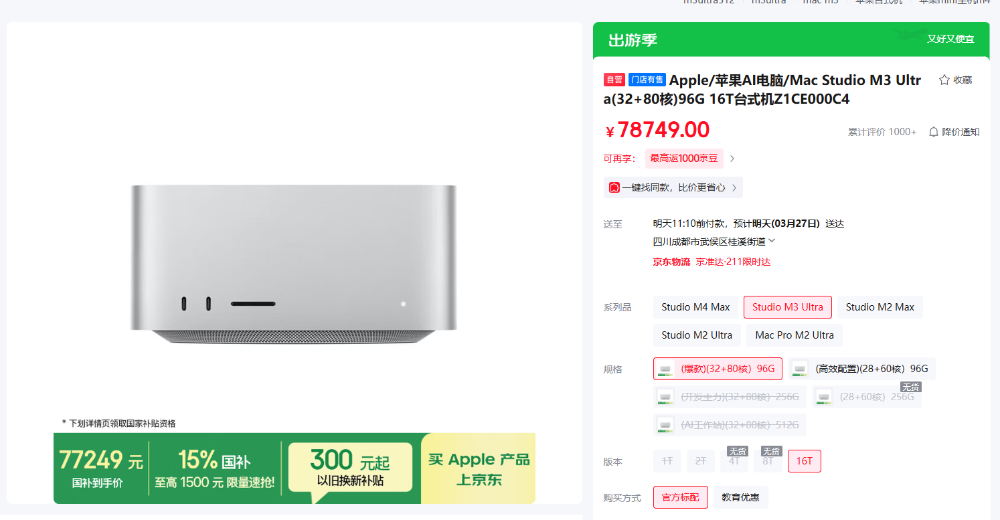 m3ultra512
m3ultra
mac m3
苹果台式机
苹果mini主机m4
出游季
又好又便宜
自营 门店有售 Apple/苹果AI电脑/Mac Studio M3 Ultr
a(32+80核)96G 16T台式机Z1CE000C4
收藏
¥78749.00
累计评价 1000+
降价通知
可再享： 最高返1000京豆 >
一键找同款，比价更省心 >
送至
明天11:10前付款，预计明天(03月27日) 送达
四川成都市武侯区桂溪街道
京东物流 京准达·211限时达
系列品
Studio M4 Max
Studio M3 Ultra
Studio M2 Max
Studio M2 Ultra
Mac Pro M2 Ultra
规格
(爆款)(32+80核）96G
(高效配置)(28+60核）96G
(开发主力)(32+80核）256G
无货
(28+60核）256G
(AI工作站)(32+80核）512G
版本
1T
2T
无货
4T
无货
8T
16T
购买方式
官方标配
教育优惠
* 下划详情页领取国家补贴资格
77249 元
国补到手价
15% 国补
至高 1500 元 限量速抢!
300 元起
以旧换新补贴
买 Apple 产品
上京东